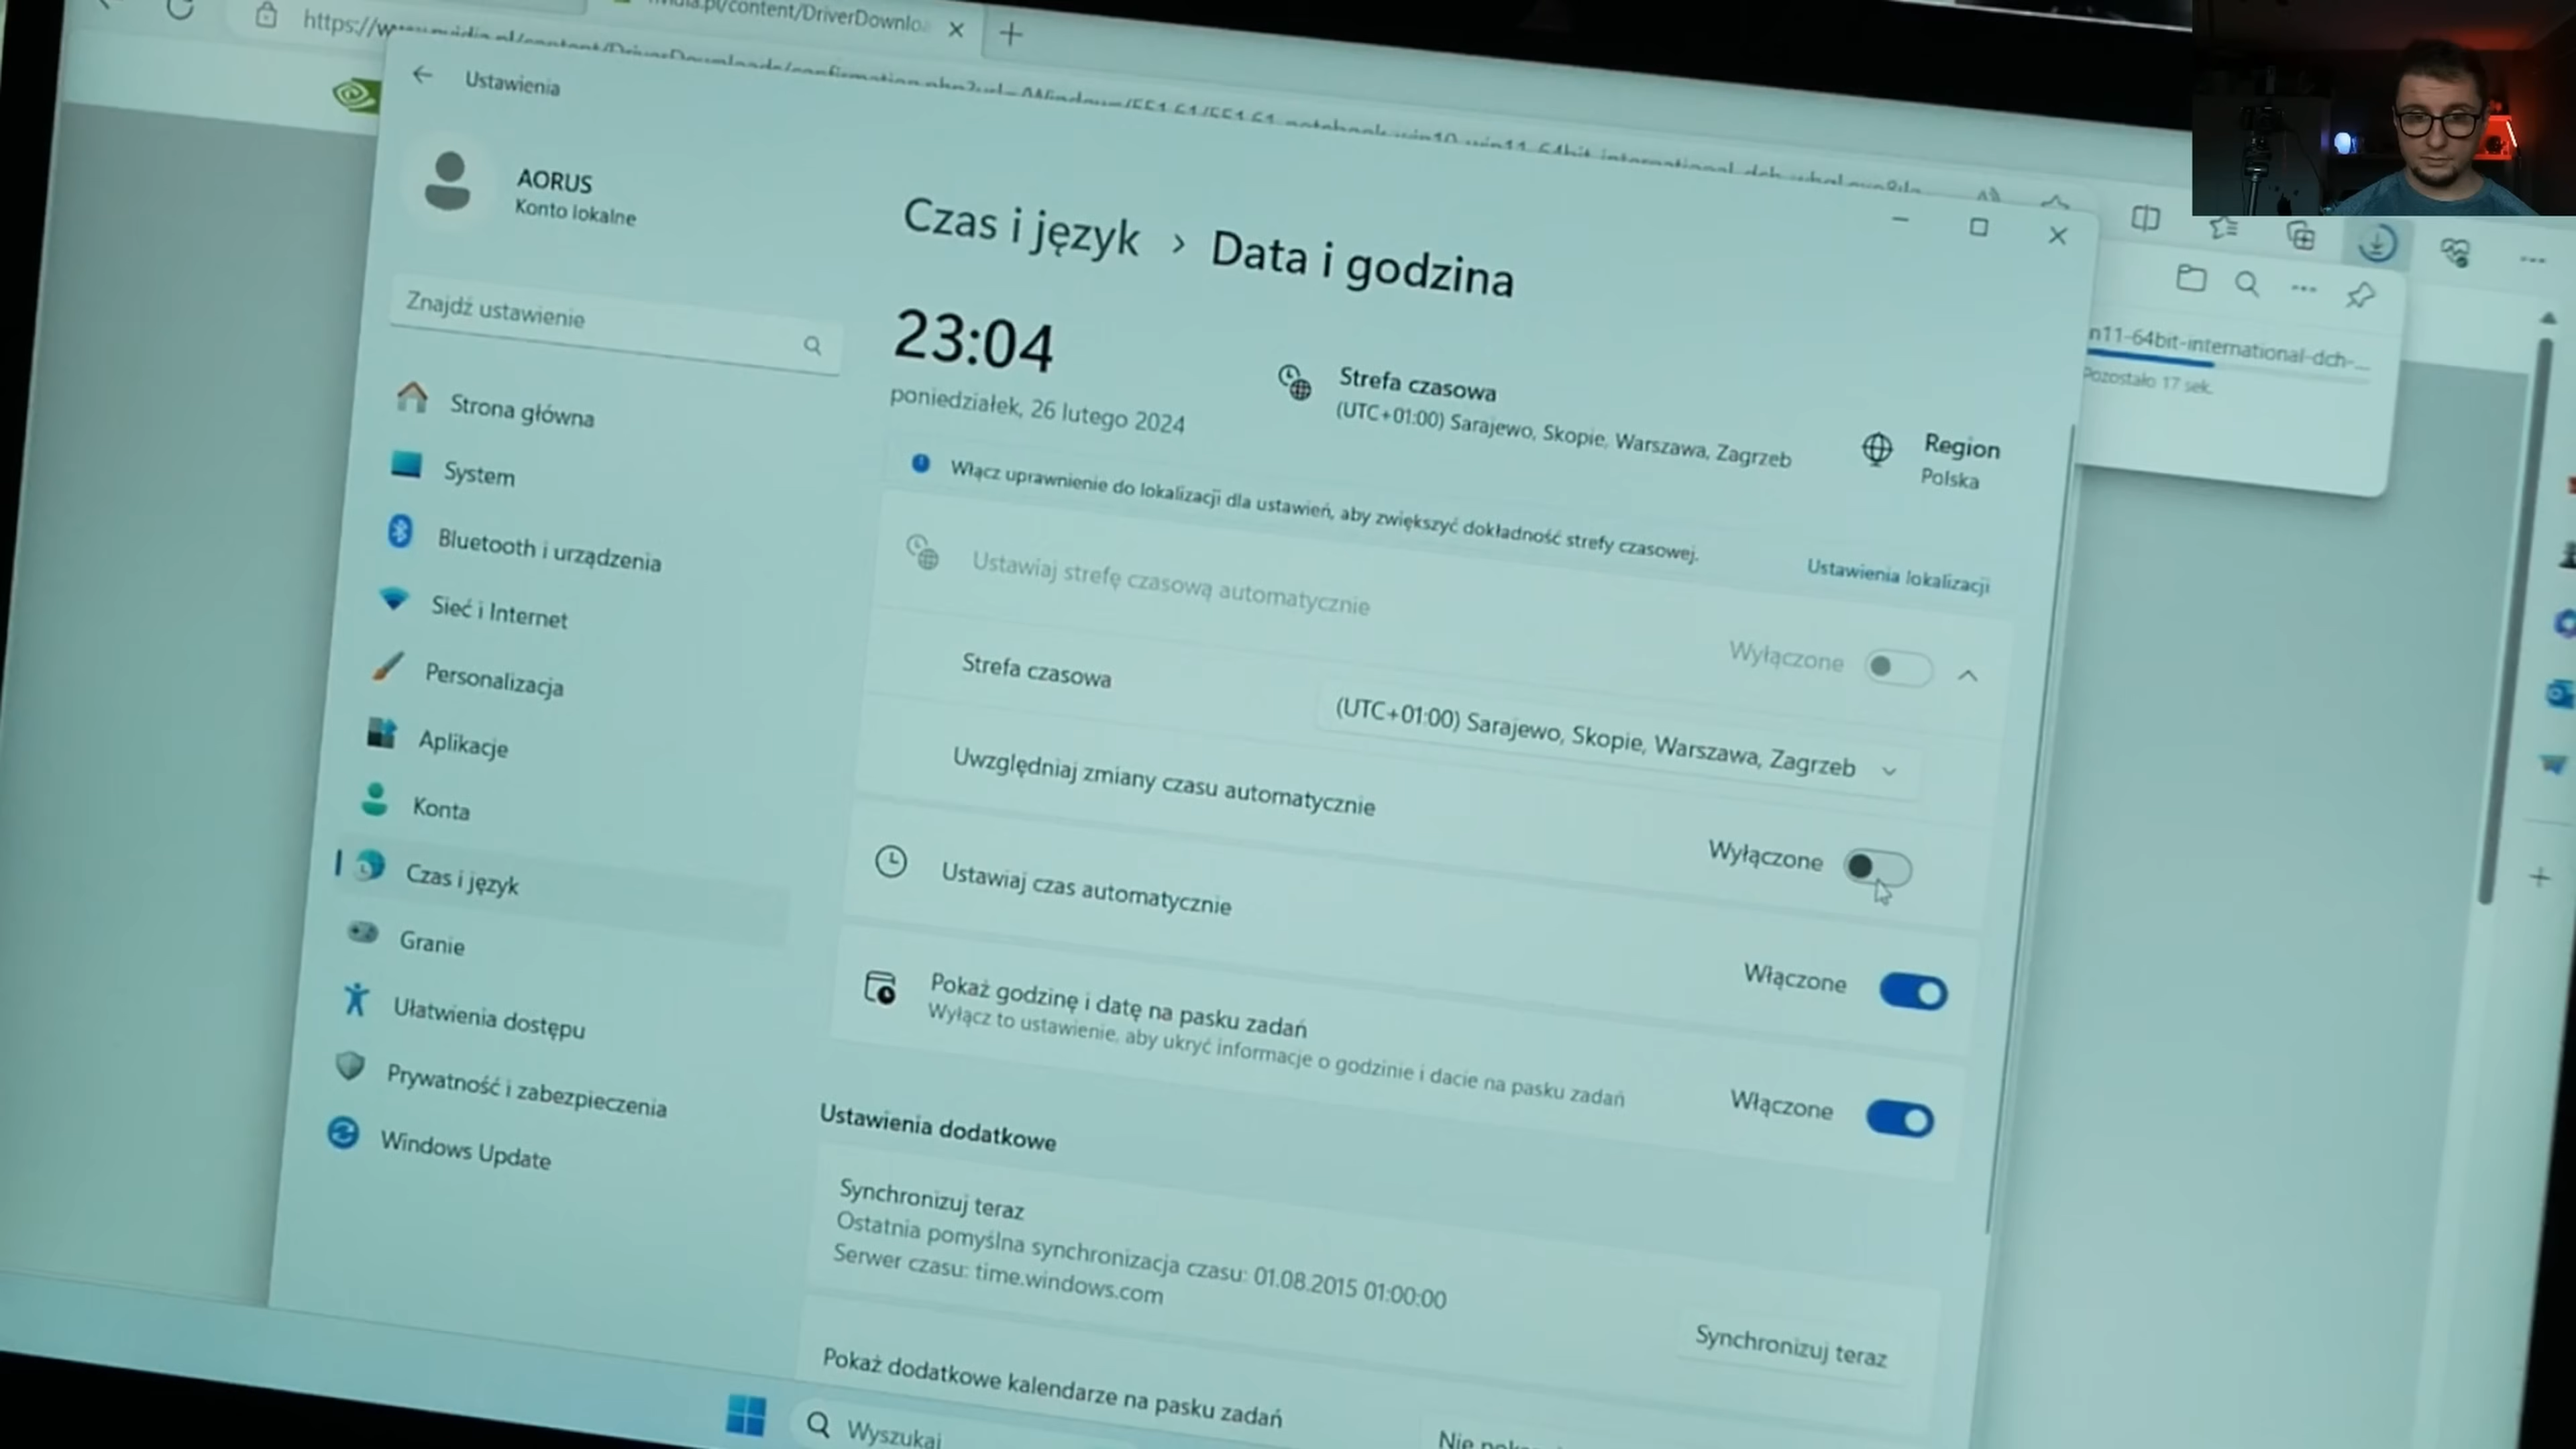 nvidia.pl/content/DriverDownlo
Ustawienia
AORUS
Konto lokalne
Znajdź ustawienie
Strona główna
System
Bluetooth i urządzenia
Sieć i Internet
Personalizacja
Aplikacje
Konta
Czas i język
Granie
Ułatwienia dostępu
Prywatność i zabezpieczenia
Windows Update
Czas i język › Data i godzina
23:04
poniedziałek, 26 lutego 2024
Strefa czasowa
(UTC+01:00) Sarajewo, Skopie, Warszawa, Zagrzeb
Region
Polska
Włącz uprawnienie do lokalizacji dla ustawień, aby zwiększyć dokładność strefy czasowej.
Ustawienia lokalizacji
Ustawiaj strefę czasową automatycznie
Wyłączone
Strefa czasowa
(UTC+01:00) Sarajewo, Skopie, Warszawa, Zagrzeb
Uwzględniaj zmiany czasu automatycznie
Wyłączone
Ustawiaj czas automatycznie
Włączone
Pokaż godzinę i datę na pasku zadań
Wyłącz to ustawienie, aby ukryć informacje o godzinie i dacie na pasku zadań
Włączone
Ustawienia dodatkowe
Synchronizuj teraz
Ostatnia pomyślna synchronizacja czasu: 01.08.2015 01:00:00
Serwer czasu: time.windows.com
Synchronizuj teraz
Pokaż dodatkowe kalendarze na pasku zadań
Nie
Wyszukaj
n11-64bit-international-dch-...
Pozostało 17 sek.